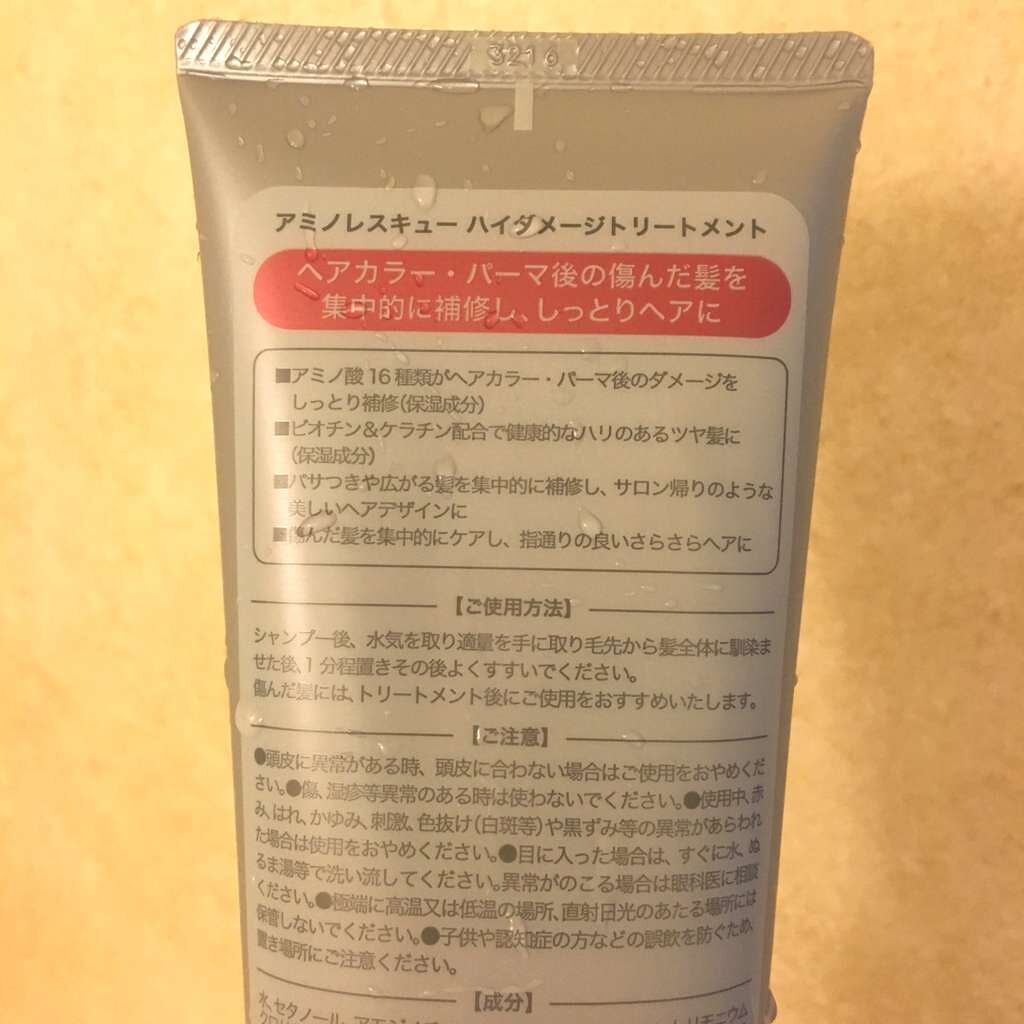 3216
アミノレスキュー ハイダメージトリートメント
ヘアカラー・パーマ後の傷んだ髪を
集中的に補修し、しっとりヘアに
■アミノ酸16種類がヘアカラー・パーマ後のダメージを
しっとり補修(保湿成分)
■ビオチン&ケラチン配合で健康的なハリのあるツヤ髪に
(保湿成分)
■パサつきや広がる髪を集中的に補修し、サロン帰りのような
美しいヘアデザインに
■傷んだ髪を集中的にケアし、指通りの良いさらさらヘアに
【ご使用方法】
シャンプー後、水気を取り適量を手に取り毛先から髪全体に馴染ま
せた後、1分程置きその後よくすすいでください。
傷んだ髪には、トリートメント後にご使用をおすすめいたします。
【ご注意】
●頭皮に異常がある時、頭皮に合わない場合はご使用をおやめくだ
さい。●傷、湿疹等異常のある時は使わないでください。●使用中、赤
み、はれ、かゆみ、刺激、色抜け(白斑等)や黒ずみ等の異常があらわれ
た場合は使用をおやめください。●目に入った場合は、すぐに水、ぬ
るま湯等で洗い流してください。異常がのこる場合は眼科医に相談
ください。●極端に高温又は低温の場所、直射日光のあたる場所には
保管しないでください。●子供や認知症の方などの誤飲を防ぐため、
置き場所にご注意ください。
【成分】
水、セタノール、